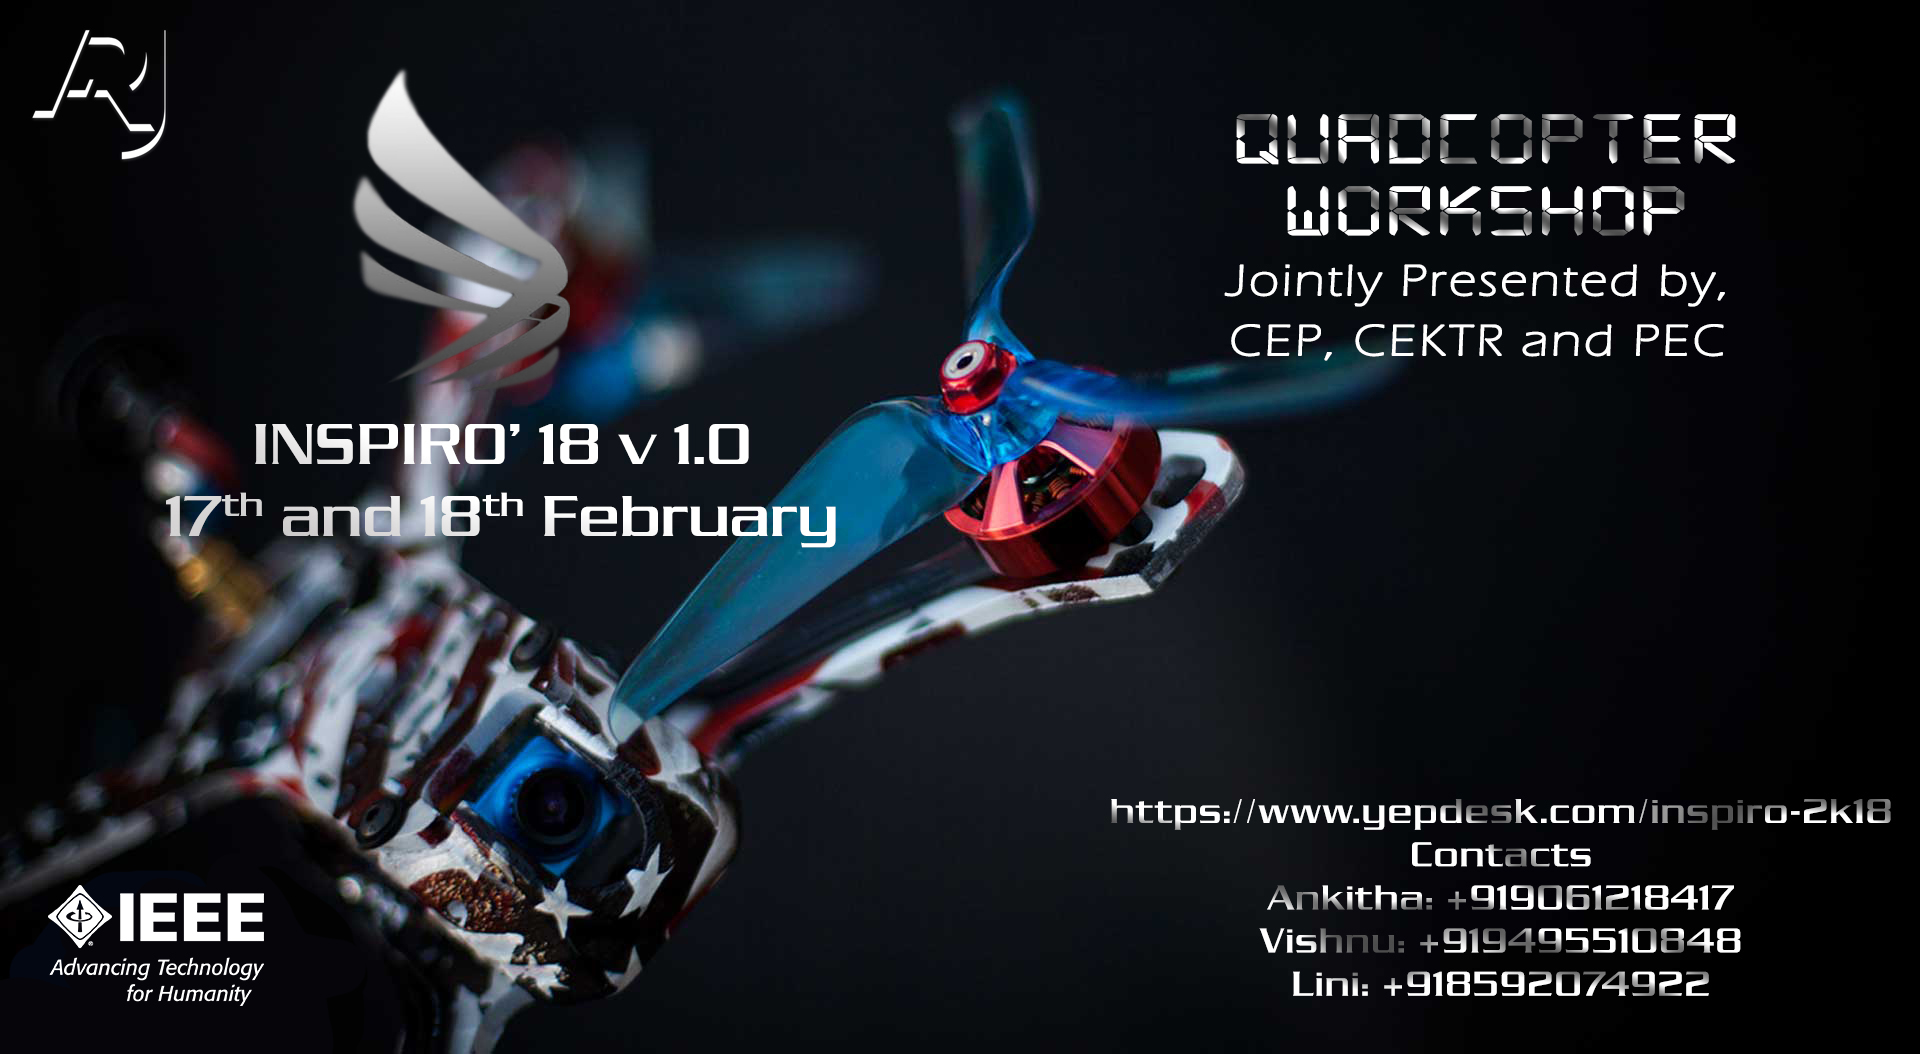 ARJ
INSPIRO' 18 v 1.0
17th and 18th February
QUADCOPTER
WORKSHOP
Jointly Presented by,
CEP, CEKTR and PEC
https://www.yepdesk.com/inspiro-2k18
Contacts
Ankitha: +919061218417
Vishnu: +919495510848
Lini: +918592074922
IEEE
Advancing Technology
for Humanity